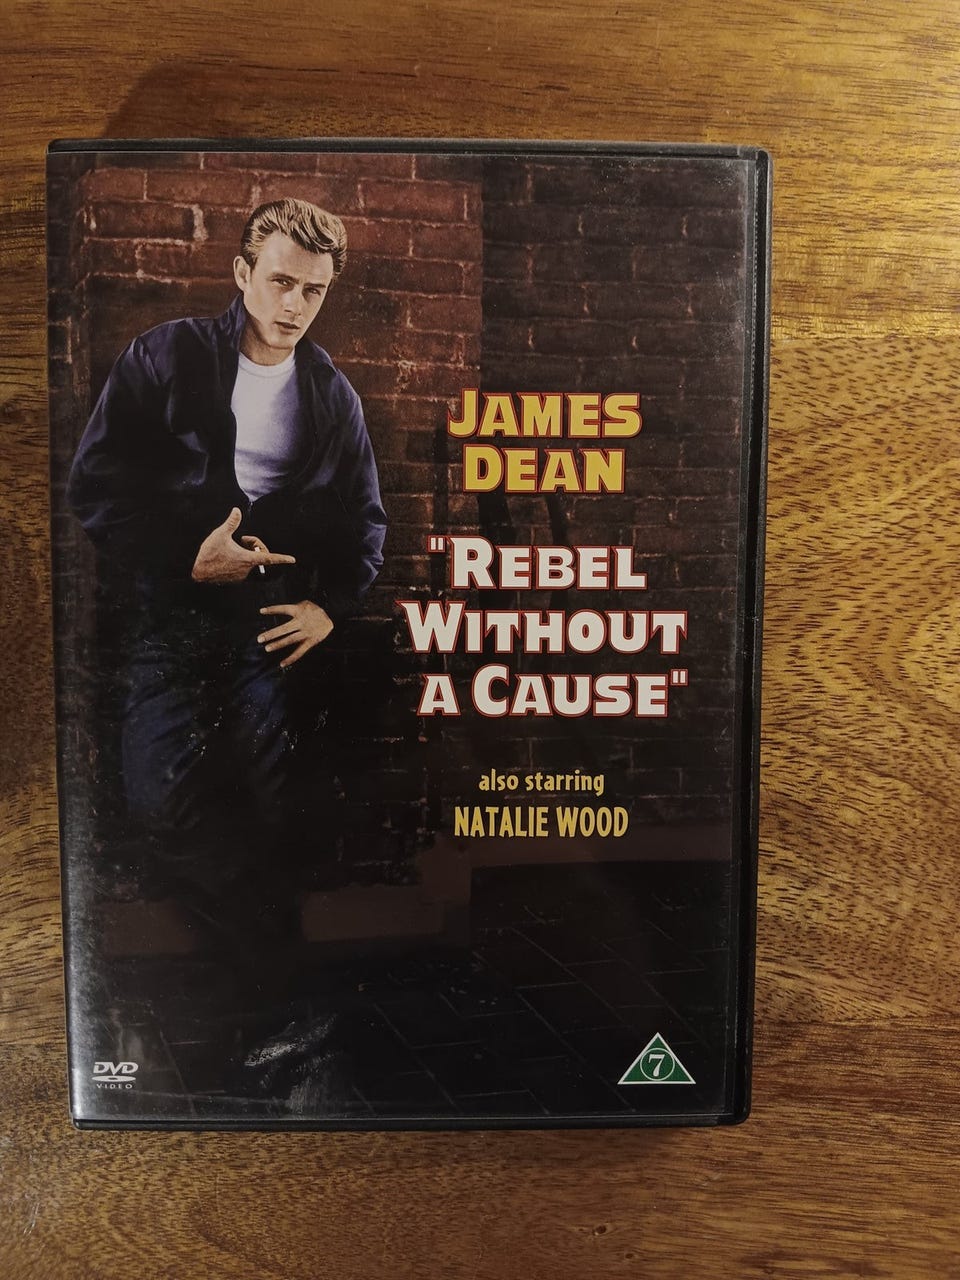 JAMES
DEAN
"REBEL
WITHOUT
A CAUSE"
also starring
NATALIE WOOD
DVD
VIDEO
7